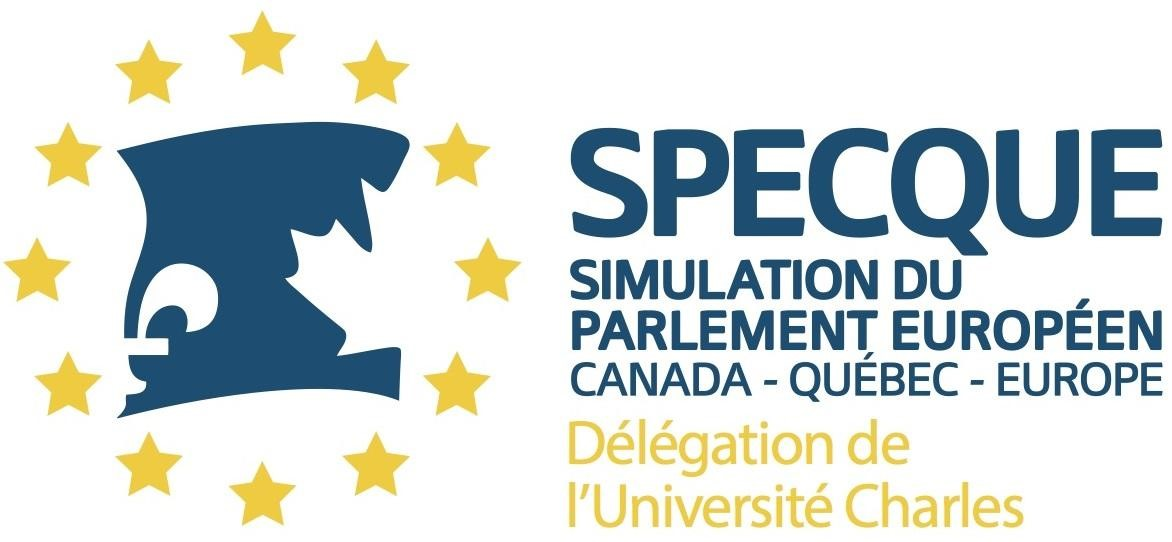 SPECQUE
SIMULATION DU
PARLEMENT EUROPÉEN
CANADA - QUÉBEC - EUROPE
Délégation de
l'Université Charles